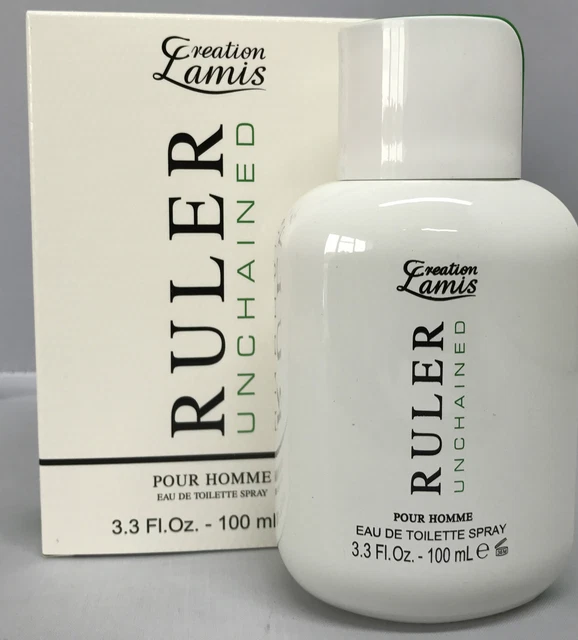 Creation
Lamis
RULER
UNCHAINED
POUR HOMME
EAU DE TOILETTE SPRAY
3.3 Fl.Oz. - 100 ml
Creation
Lamis
RULER
UNCHAINED
POUR HOMME
EAU DE TOILETTE SPRAY
3.3 Fl.Oz. - 100 mL ℮